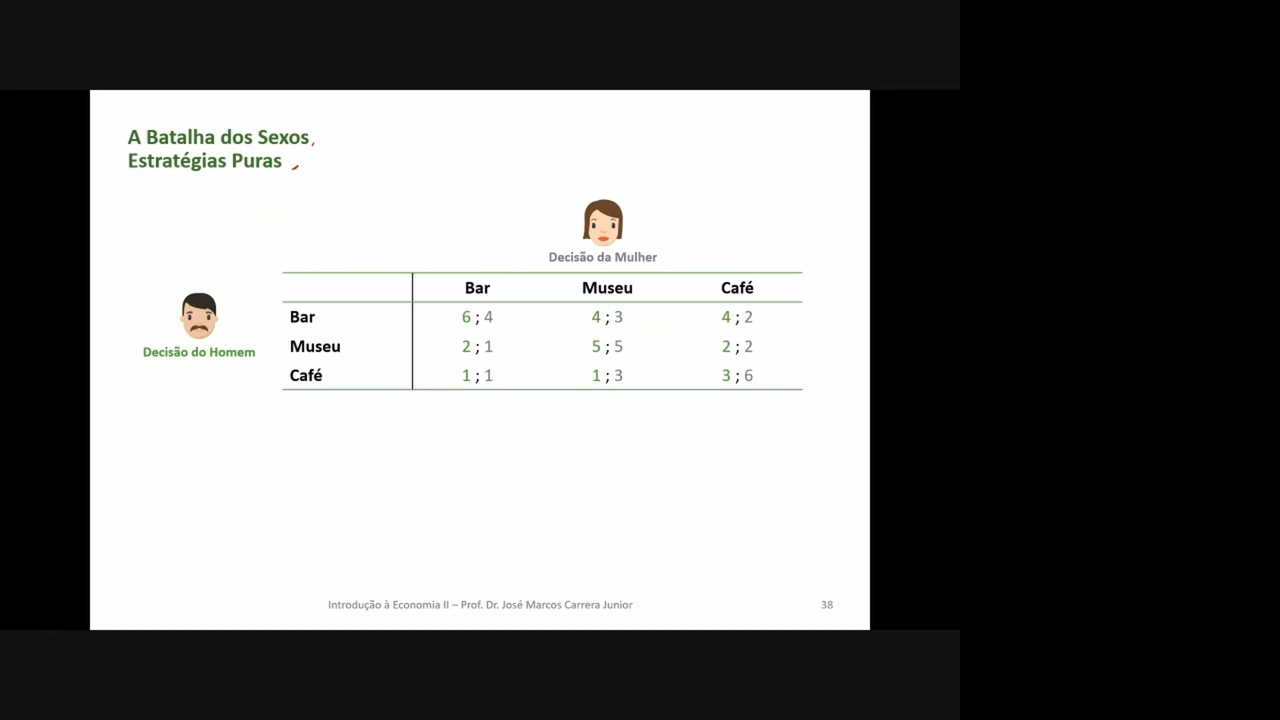 A Batalha dos Sexos
Estratégias Puras
Decisão da Mulher
Bar Museu Café
Bar 6 ; 4 4 ; 3 4 ; 2
Decisão do Homem
Museu 2 ; 1 5 ; 5 2 ; 2
Café 1 ; 1 1 ; 3 3 ; 6
Introdução à Economia II – Prof. Dr. José Marcos Carrera Junior 38